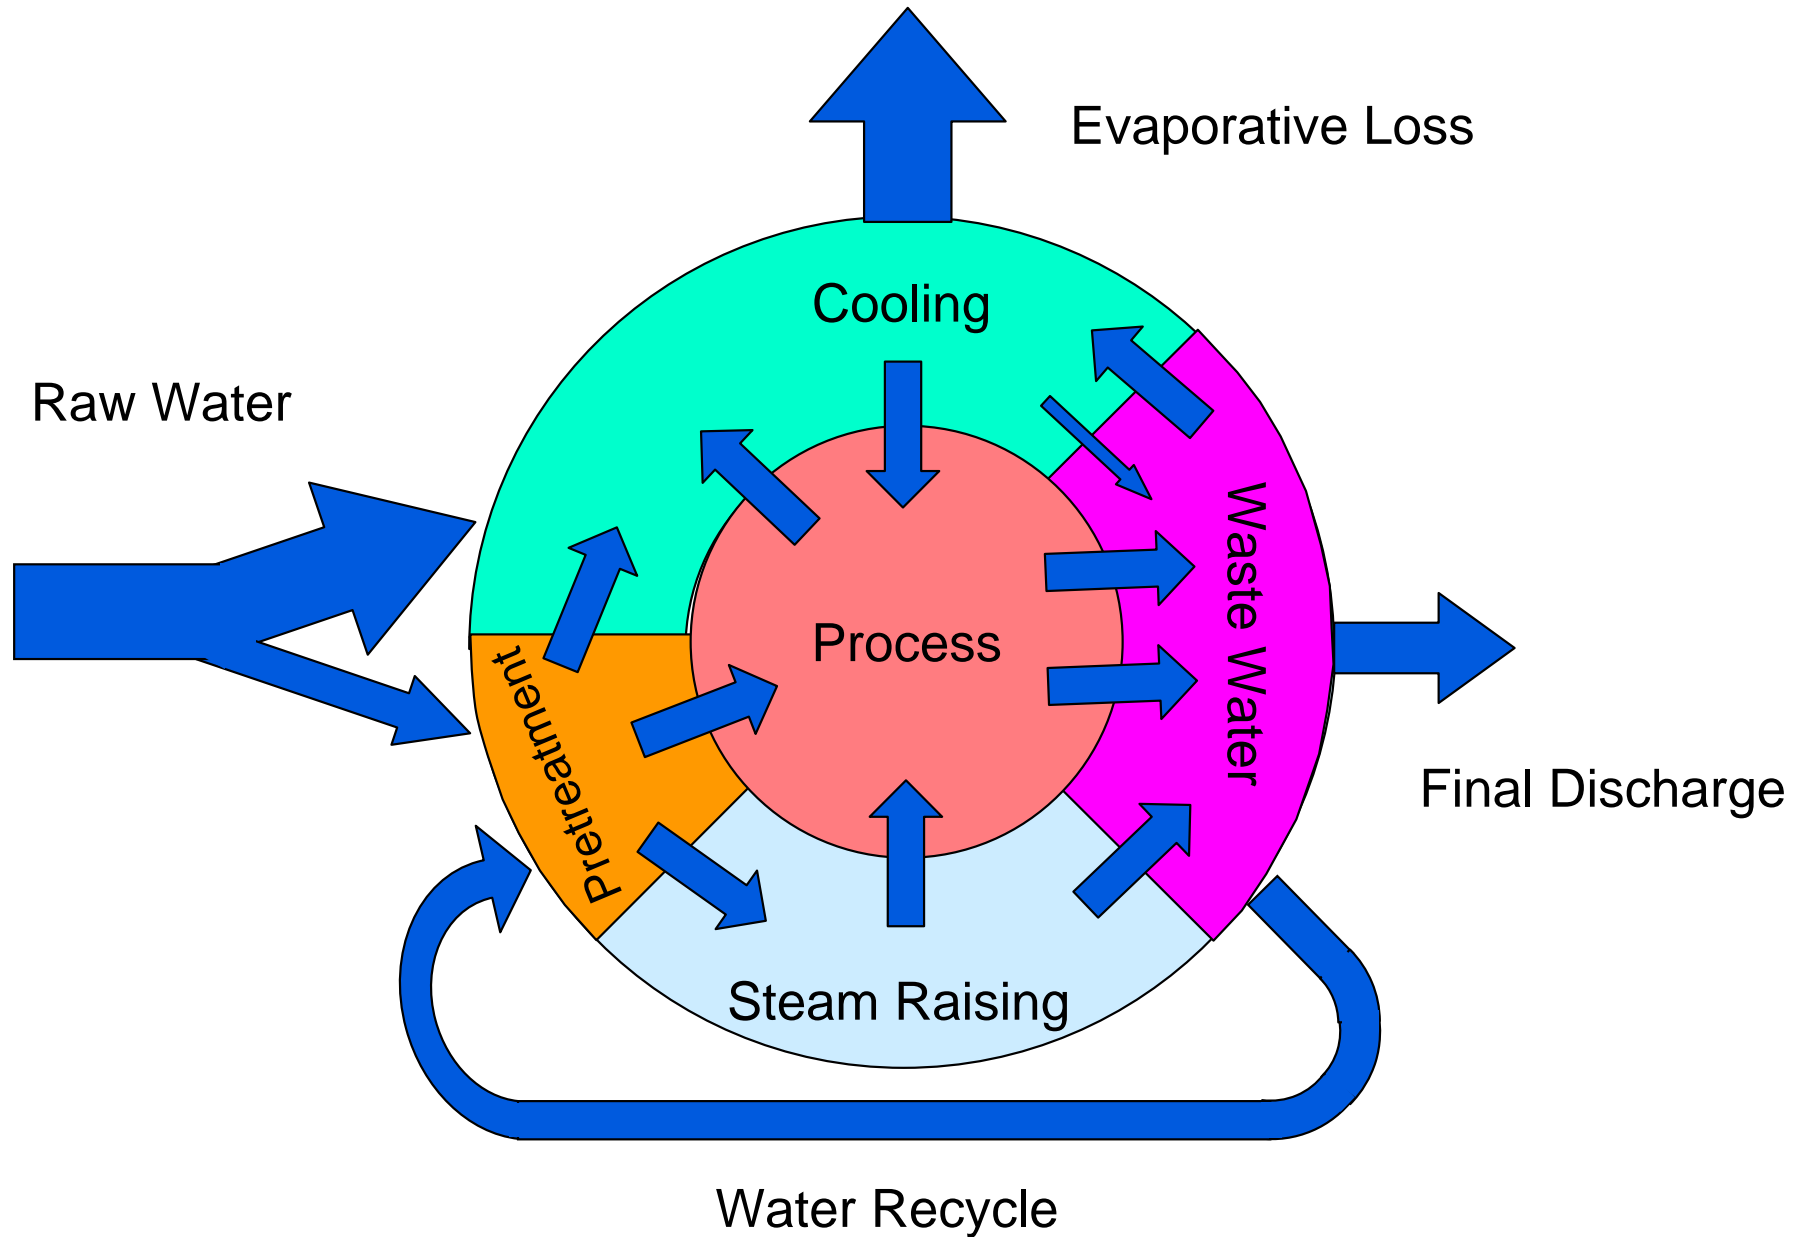 Evaporative Loss
Cooling
Raw Water
Waste Water
Process
Pretreatment
Final Discharge
Steam Raising
Water Recycle